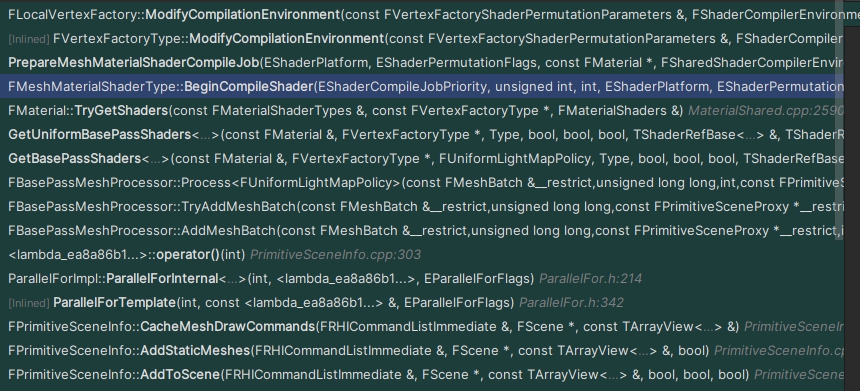 FLocalVertexFactory::ModifyCompilationEnvironment(const FVertexFactoryShaderPermutationParameters &, FShaderCompilerEnvironme
[Inlined] FVertexFactoryType::ModifyCompilationEnvironment(const FVertexFactoryShaderPermutationParameters &, FShaderCompiler
PrepareMeshMaterialShaderCompileJob(EShaderPlatform, EShaderPermutationFlags, const FMaterial *, FSharedShaderCompilerEnvir
FMeshMaterialShaderType::BeginCompileShader(EShaderCompileJobPriority, unsigned int, int, EShaderPlatform, EShaderPermutation
FMaterial::TryGetShaders(const FMaterialShaderTypes &, const FVertexFactoryType *, FMaterialShaders &) MaterialShared.cpp:2590
GetUniformBasePassShaders<...>(const FMaterial &, FVertexFactoryType *, Type, bool, bool, bool, TShaderRefBase<...> &, TShaderR
GetBasePassShaders<...>(const FMaterial &, FVertexFactoryType *, FUniformLightMapPolicy, Type, bool, bool, bool, TShaderRefBase
FBasePassMeshProcessor::Process<FUniformLightMapPolicy>(const FMeshBatch &__restrict,unsigned long long,int,const FPrimitiveS
FBasePassMeshProcessor::TryAddMeshBatch(const FMeshBatch &__restrict,unsigned long long,const FPrimitiveSceneProxy *__restri
FBasePassMeshProcessor::AddMeshBatch(const FMeshBatch &__restrict,unsigned long long,const FPrimitiveSceneProxy *__restrict,i
<lambda_ea8a86b1...>::operator()(int) PrimitiveSceneInfo.cpp:303
ParallelForImpl::ParallelForInternal<...>(int, <lambda_ea8a86b1...>, EParallelForFlags) ParallelFor.h:214
[Inlined] ParallelForTemplate(int, const <lambda_ea8a86b1...> &, EParallelForFlags) ParallelFor.h:342
FPrimitiveSceneInfo::CacheMeshDrawCommands(FRHICommandListImmediate &, FScene *, const TArrayView<...> &) PrimitiveSceneIn
FPrimitiveSceneInfo::AddStaticMeshes(FRHICommandListImmediate &, FScene *, const TArrayView<...> &, bool) PrimitiveSceneInfo.cp
FPrimitiveSceneInfo::AddToScene(FRHICommandListImmediate &, FScene *, const TArrayView<...> &, bool, bool, bool) PrimitiveScene